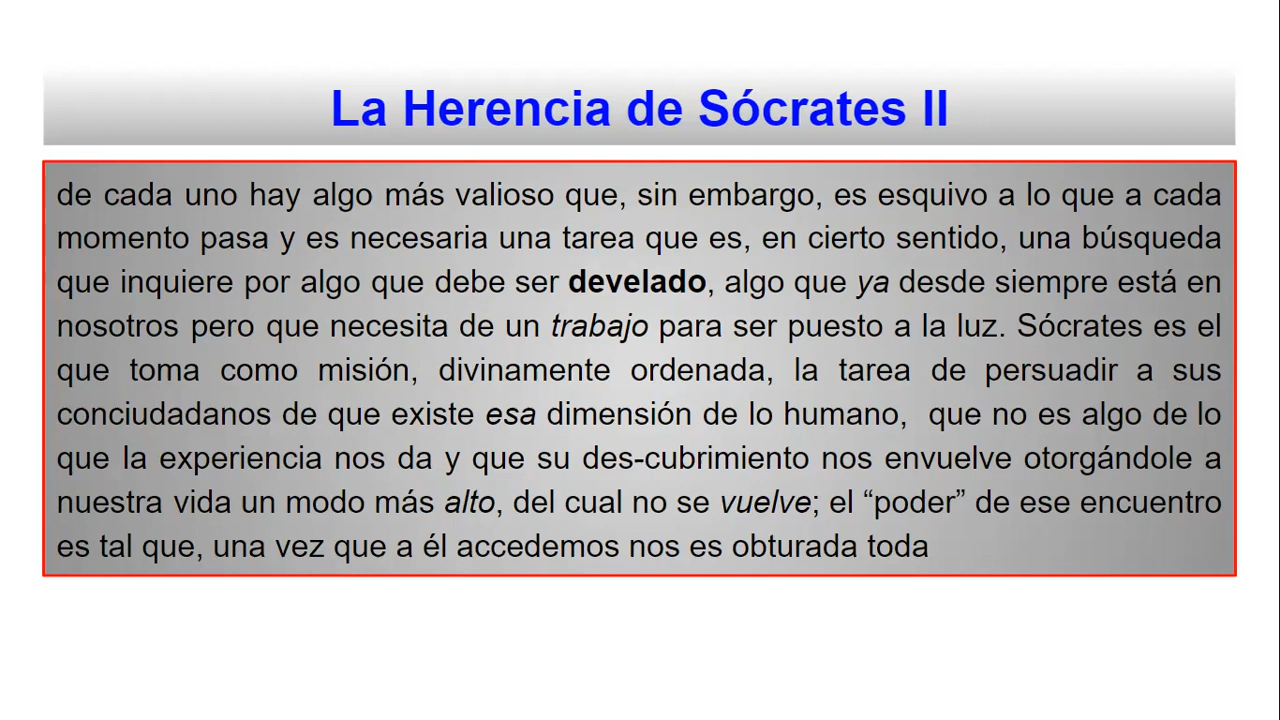 La Herencia de Sócrates II
de cada uno hay algo más valioso que, sin embargo, es esquivo a lo que a cada
momento pasa y es necesaria una tarea que es, en cierto sentido, una búsqueda
que inquiere por algo que debe ser develado, algo que ya desde siempre está en
nosotros pero que necesita de un trabajo para ser puesto a la luz. Sócrates es el
que toma como misión, divinamente ordenada, la tarea de persuadir a sus
conciudadanos de que existe esa dimensión de lo humano, que no es algo de lo
que la experiencia nos da y que su des-cubrimiento nos envuelve otorgándole a
nuestra vida un modo más alto, del cual no se vuelve; el “poder” de ese encuentro
es tal que, una vez que a él accedemos nos es obturada toda